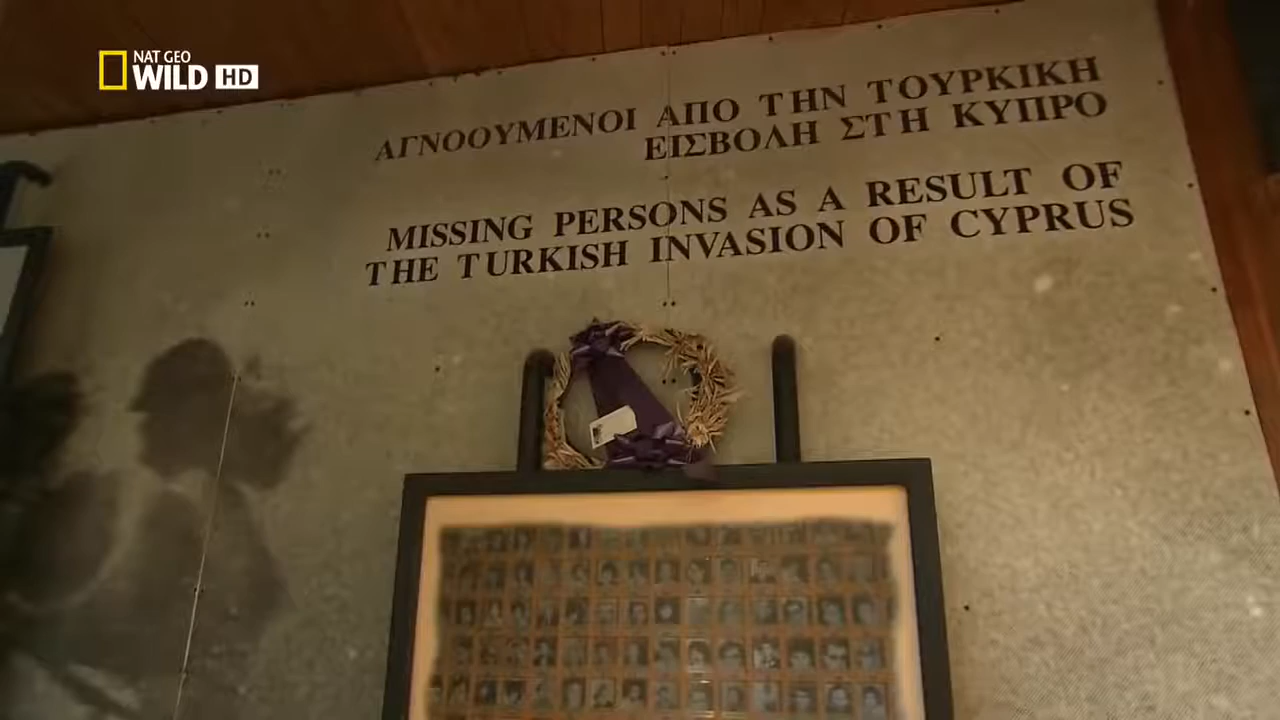 NAT GEO
WILD HD
ΑΓΝΟΟΥΜΕΝΟΙ ΑΠΟ ΤΗΝ ΤΟΥΡΚΙΚΗ
ΕΙΣΒΟΛΗ ΣΤΗ ΚΥΠΡΟ
MISSING PERSONS AS A RESULT OF
THE TURKISH INVASION OF CYPRUS